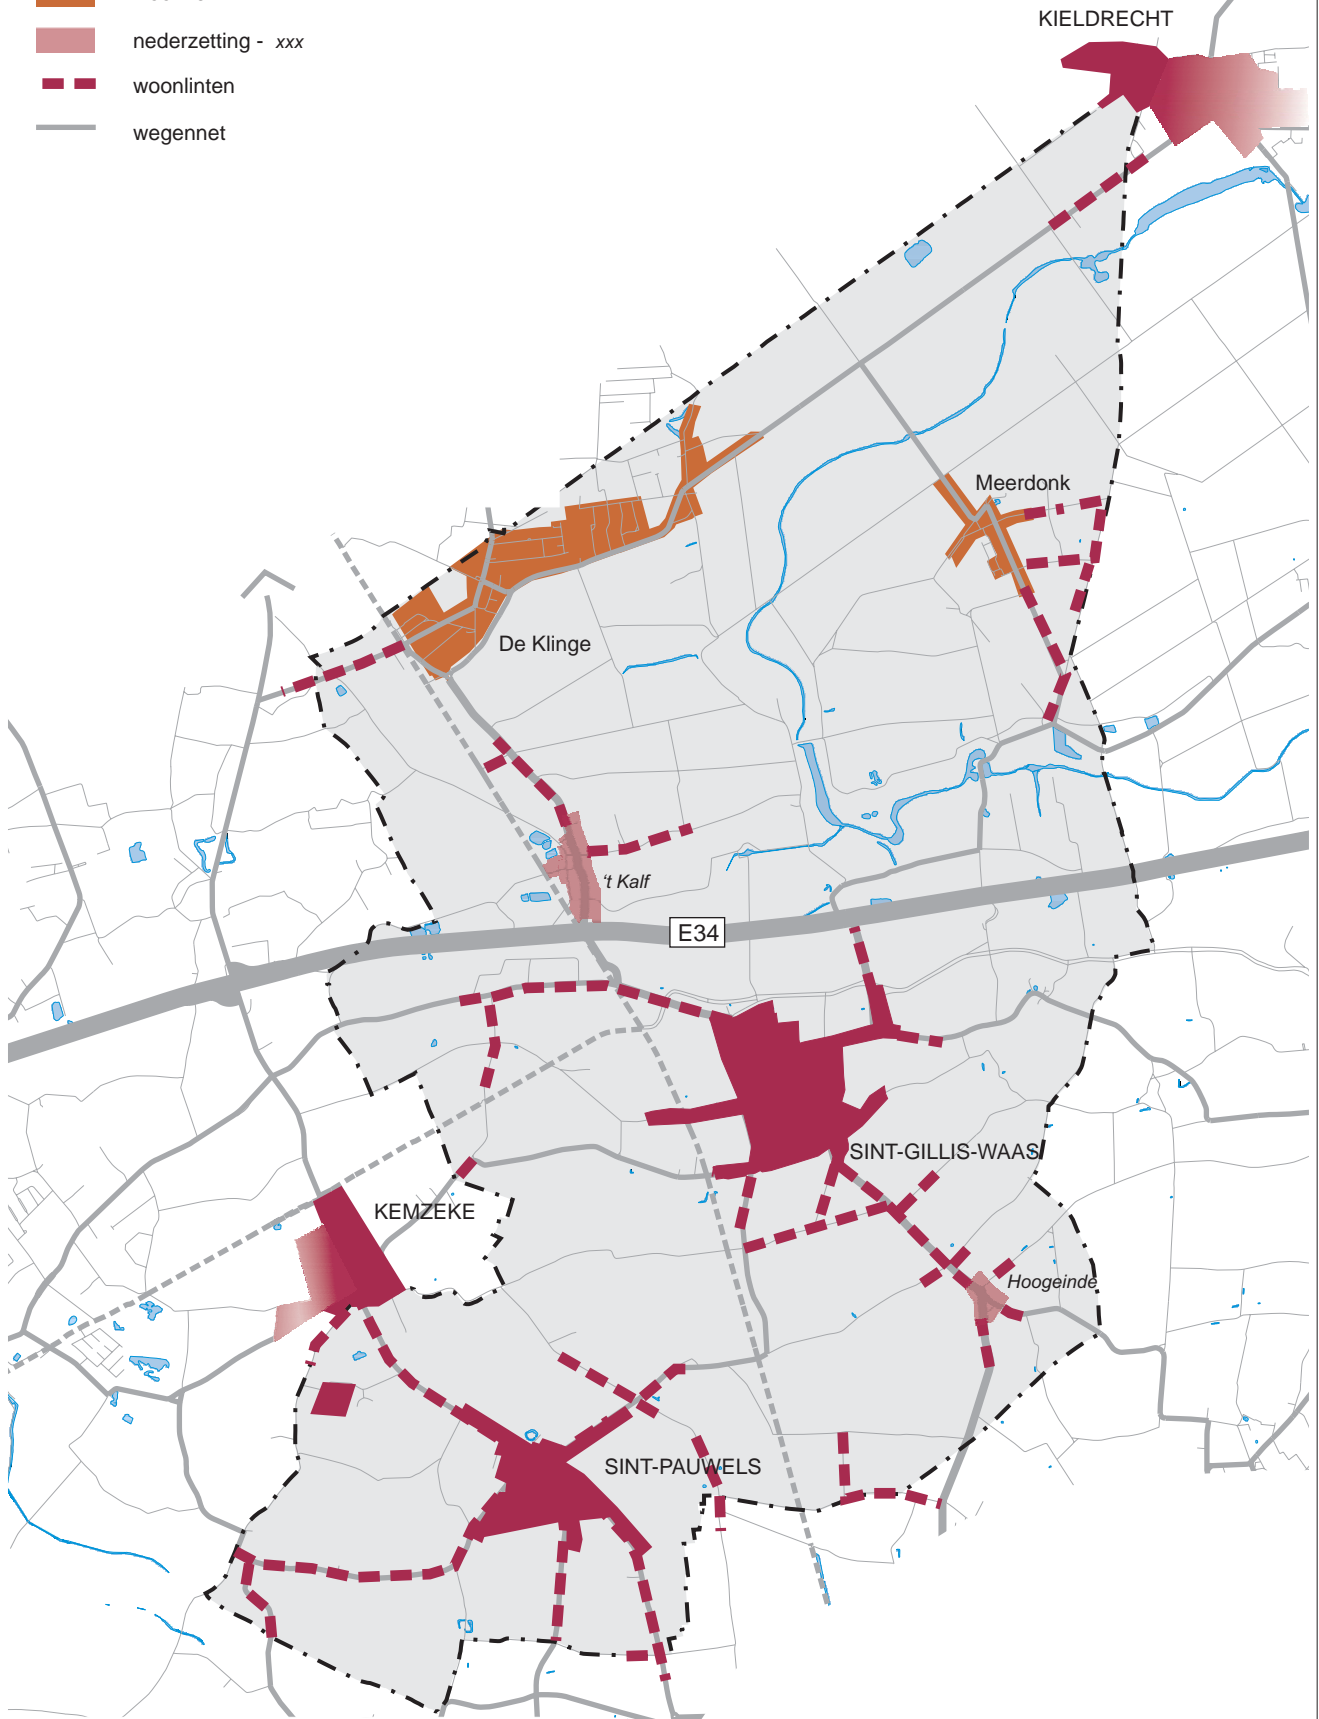 KIELDRECHT
nederzetting - xxx
woonlinten
wegennet
Meerdonk
De Klinge
't Kalf
E34
SINT-GILLIS-WAAS
KEMZEKE
Hoogeinde
SINT-PAUWELS